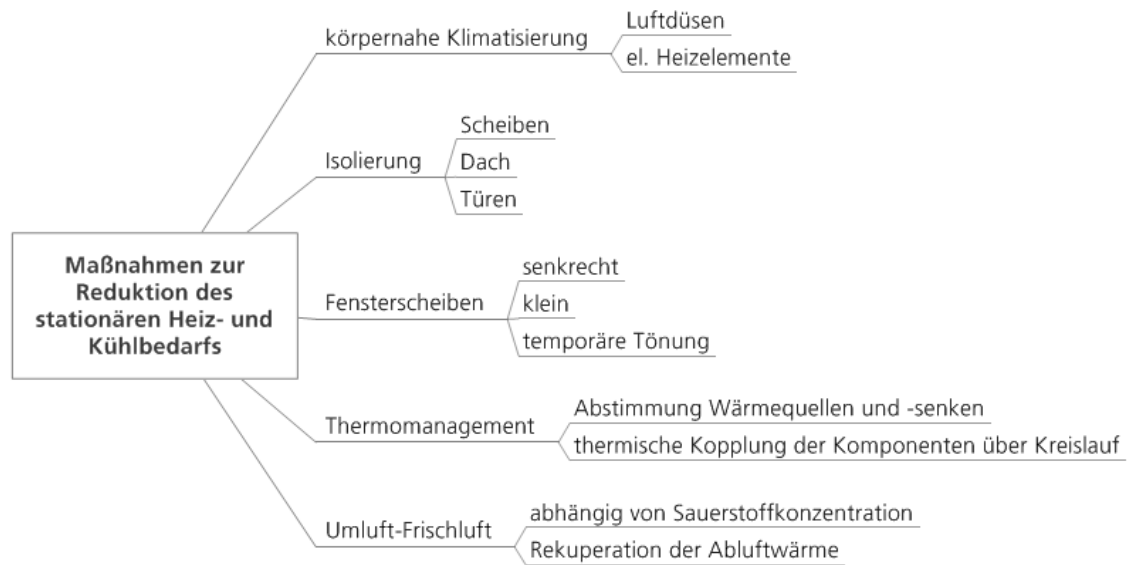 Maßnahmen zur
Reduktion des
stationären Heiz- und
Kühlbedarfs
körpernahe Klimatisierung
Luftdüsen
el. Heizelemente
Isolierung
Scheiben
Dach
Türen
Fensterscheiben
senkrecht
klein
temporäre Tönung
Thermomanagement
Abstimmung Wärmequellen und -senken
thermische Kopplung der Komponenten über Kreislauf
Umluft-Frischluft
abhängig von Sauerstoffkonzentration
Rekuperation der Abluftwärme